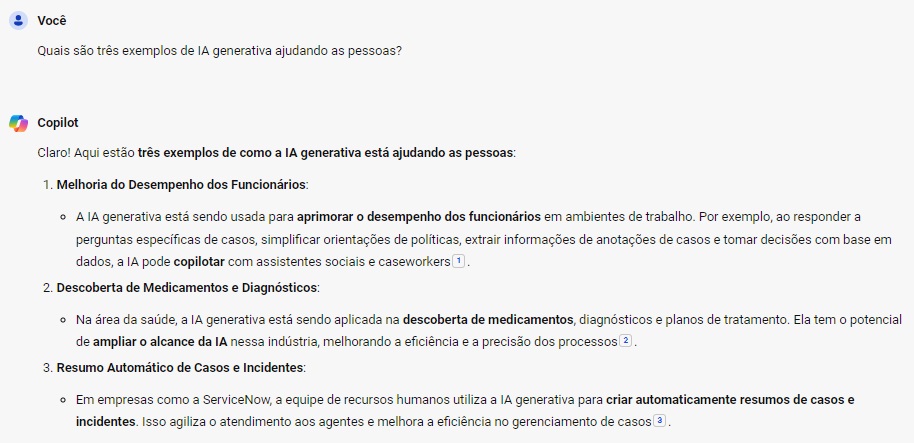 Você
Quais são três exemplos de IA generativa ajudando as pessoas?
Copilot
Claro! Aqui estão três exemplos de como a IA generativa está ajudando as pessoas:
1. Melhoria do Desempenho dos Funcionários:
A IA generativa está sendo usada para aprimorar o desempenho dos funcionários em ambientes de trabalho. Por exemplo, ao responder a
perguntas específicas de casos, simplificar orientações de políticas, extrair informações de anotações de casos e tomar decisões com base em
dados, a IA pode copilotar com assistentes sociais e caseworkers 1 .
2. Descoberta de Medicamentos e Diagnósticos:
Na área da saúde, a IA generativa está sendo aplicada na descoberta de medicamentos, diagnósticos e planos de tratamento. Ela tem o potencial
de ampliar o alcance da IA nessa indústria, melhorando a eficiência e a precisão dos processos 2 .
3. Resumo Automático de Casos e Incidentes:
Em empresas como a ServiceNow, a equipe de recursos humanos utiliza a IA generativa para criar automaticamente resumos de casos e
incidentes. Isso agiliza o atendimento aos agentes e melhora a eficiência no gerenciamento de casos 3 .